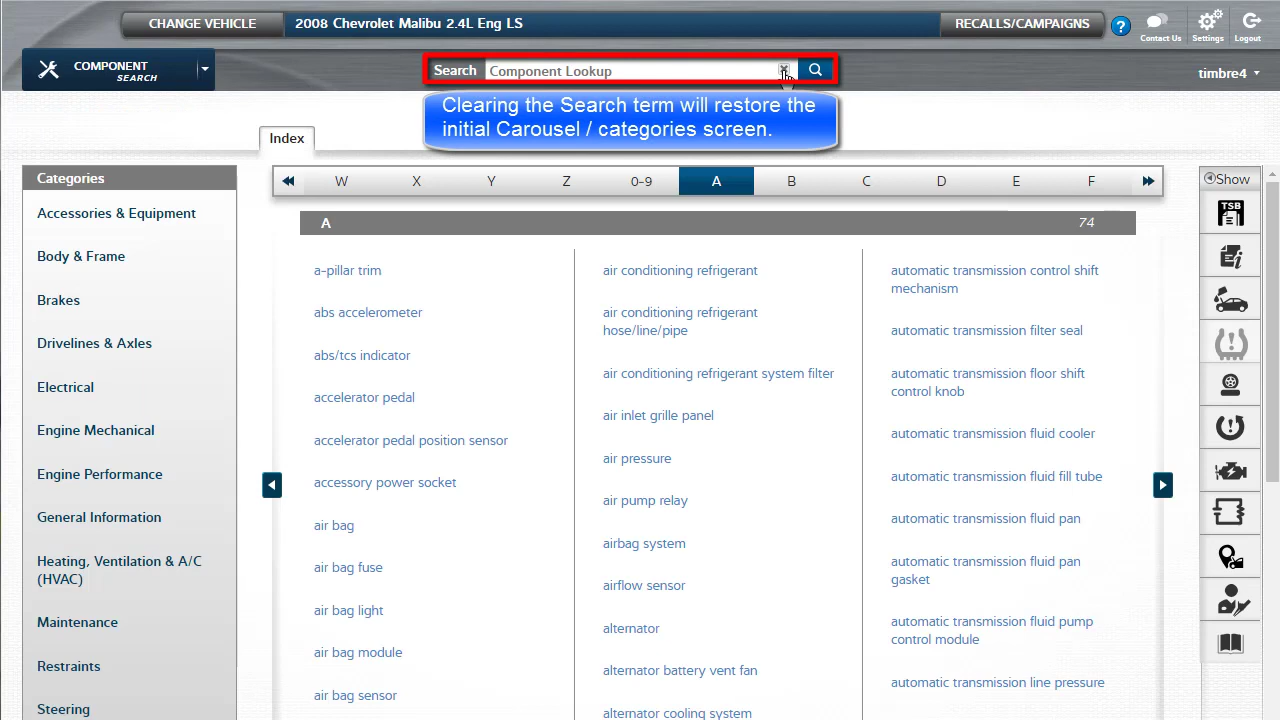 CHANGE VEHICLE
2008 Chevrolet Malibu 2.4L Eng LS
RECALLS/CAMPAIGNS
?
Contact Us
Settings
Logout
COMPONENT
SEARCH
Search
Component Lookup
timbre4
Clearing the Search term will restore the
initial Carousel / categories screen.
Index
Categories
Accessories & Equipment
Body & Frame
Brakes
Drivelines & Axles
Electrical
Engine Mechanical
Engine Performance
General Information
Heating, Ventilation & A/C
(HVAC)
Maintenance
Restraints
Steering
W X Y Z 0-9 A B C D E F
A 74
a-pillar trim
abs accelerometer
abs/tcs indicator
accelerator pedal
accelerator pedal position sensor
accessory power socket
air bag
air bag fuse
air bag light
air bag module
air bag sensor
air conditioning refrigerant
air conditioning refrigerant
hose/line/pipe
air conditioning refrigerant system filter
air inlet grille panel
air pressure
air pump relay
airbag system
airflow sensor
alternator
alternator battery vent fan
alternator cooling system
automatic transmission control shift
mechanism
automatic transmission filter seal
automatic transmission floor shift
control knob
automatic transmission fluid cooler
automatic transmission fluid fill tube
automatic transmission fluid pan
automatic transmission fluid pan
gasket
automatic transmission fluid pump
control module
automatic transmission line pressure
Show
TSB